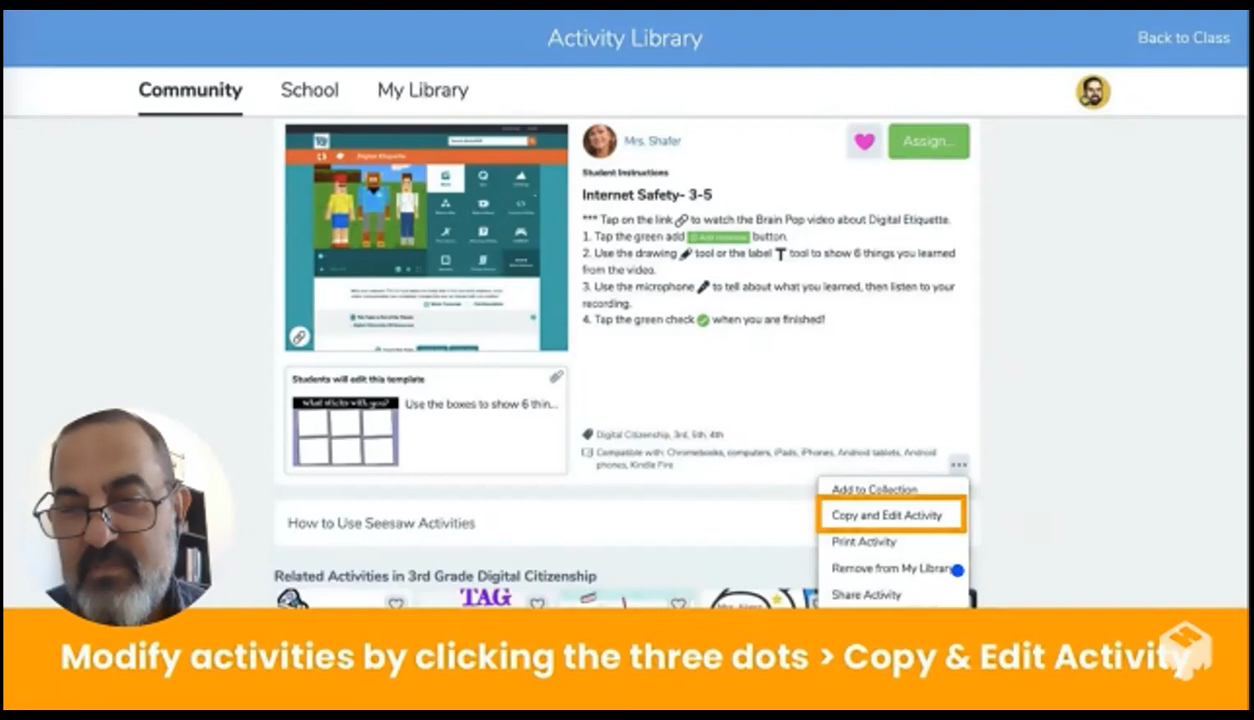 Activity Library
Back to Class
Community
School
My Library
Mrs. Shafer
Assign...
Digital Etiquette
Student Instructions
Internet Safety- 3-5
*** Tap on the link to watch the Brain Pop video about Digital Etiquette.
1. Tap the green add button.
2. Use the drawing tool or the label T tool to show 6 things you learned
from the video.
3. Use the microphone to tell about what you learned, then listen to your
recording.
4. Tap the green check when you are finished!
Students will edit this template
what sticks with you?
Use the boxes to show 6 thin...
Digital Citizenship, 3rd, 5th, 4th
Compatible with: Chromebooks, computers, iPads, iPhones, Android tablets, Android
phones, Kindle Fire
Add to Collection
Copy and Edit Activity
Print Activity
Remove from My Library
Share Activity
How to Use Seesaw Activities
Related Activities in 3rd Grade Digital Citizenship
TAG
Modify activities by clicking the three dots > Copy & Edit Activity